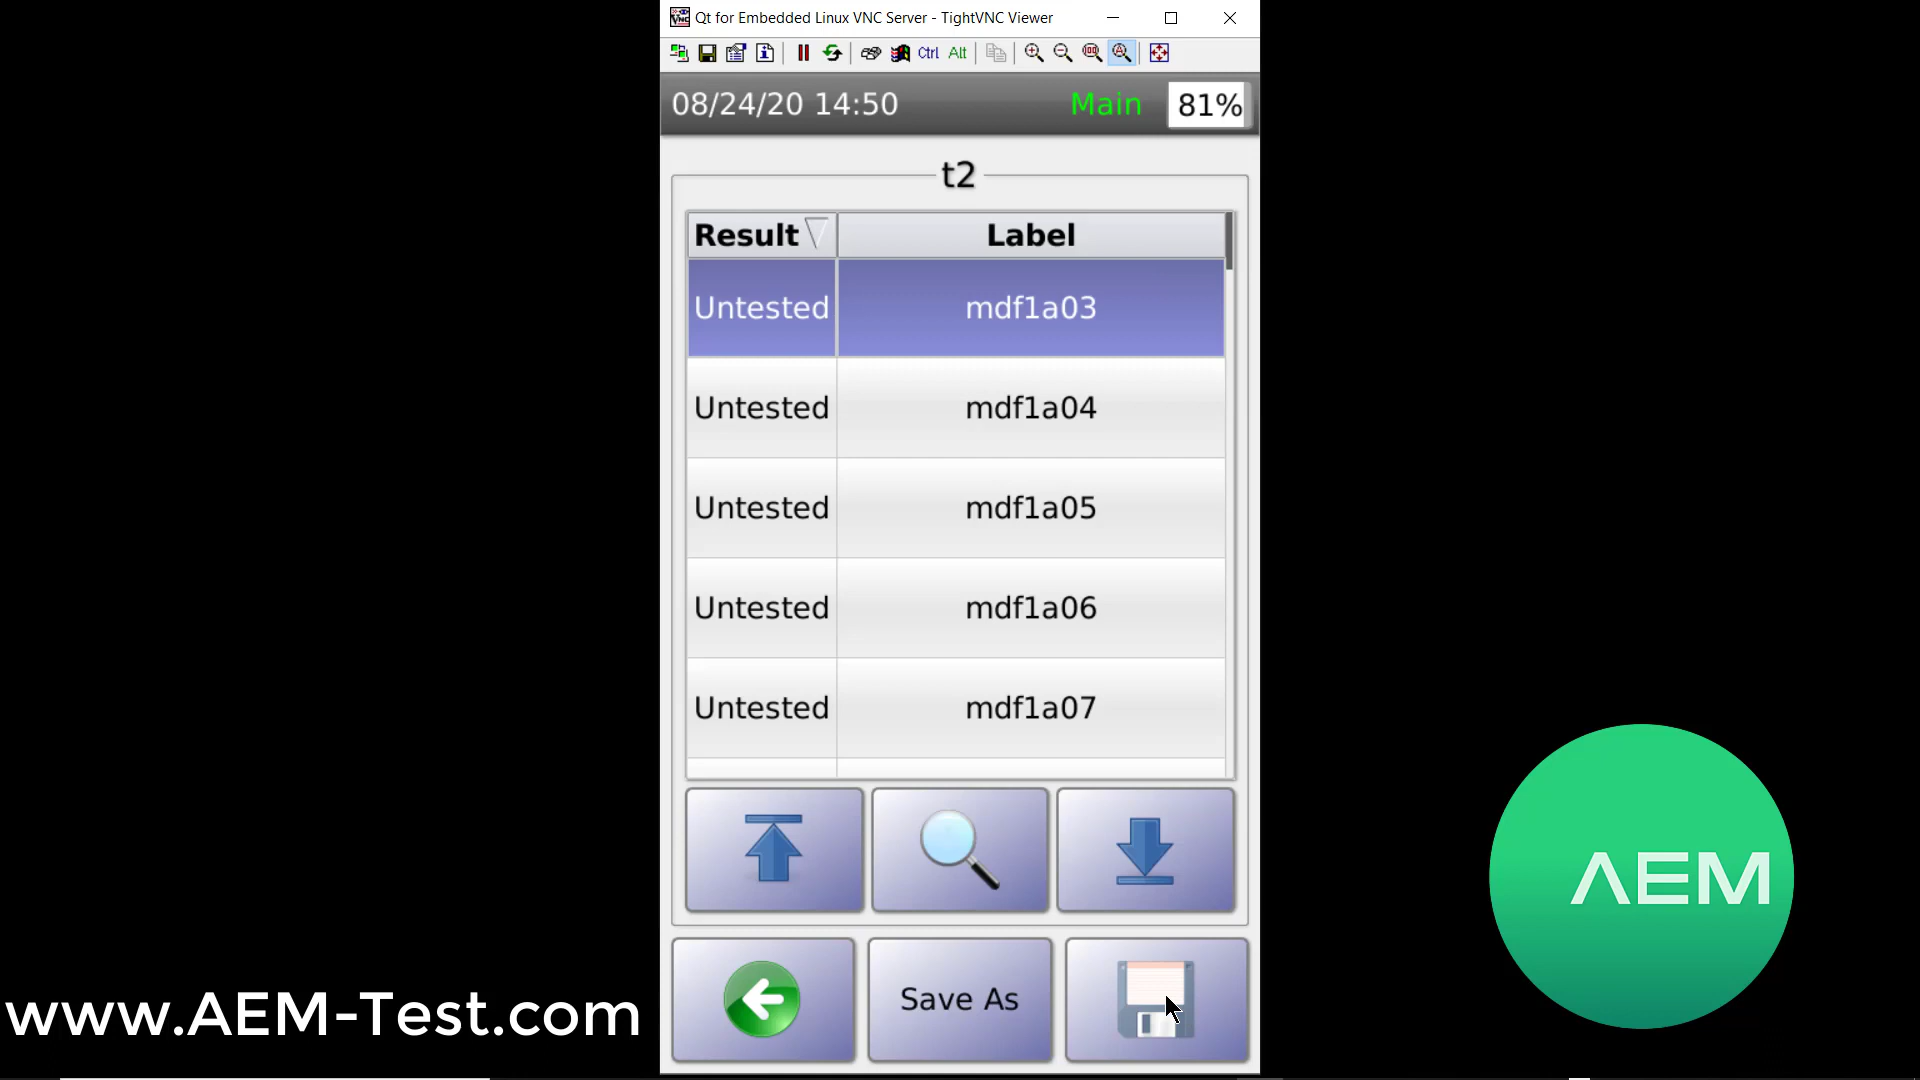 Qt for Embedded Linux VNC Server - TightVNC Viewer
Ctrl Alt
08/24/20 14:50 Main 81%
t2
Result Label
Untested mdf1a03
Untested mdf1a04
Untested mdf1a05
Untested mdf1a06
Untested mdf1a07
Save As
www.AEM-Test.com
AEM